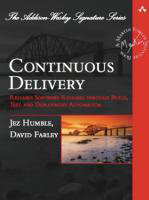 The Addison Wesley Signature Series
CONTINUOUS
DELIVERY
RELIABLE SOFTWARE RELEASES THROUGH BUILD,
TEST, AND DEPLOYMENT AUTOMATION
JEZ HUMBLE,
DAVID FARLEY